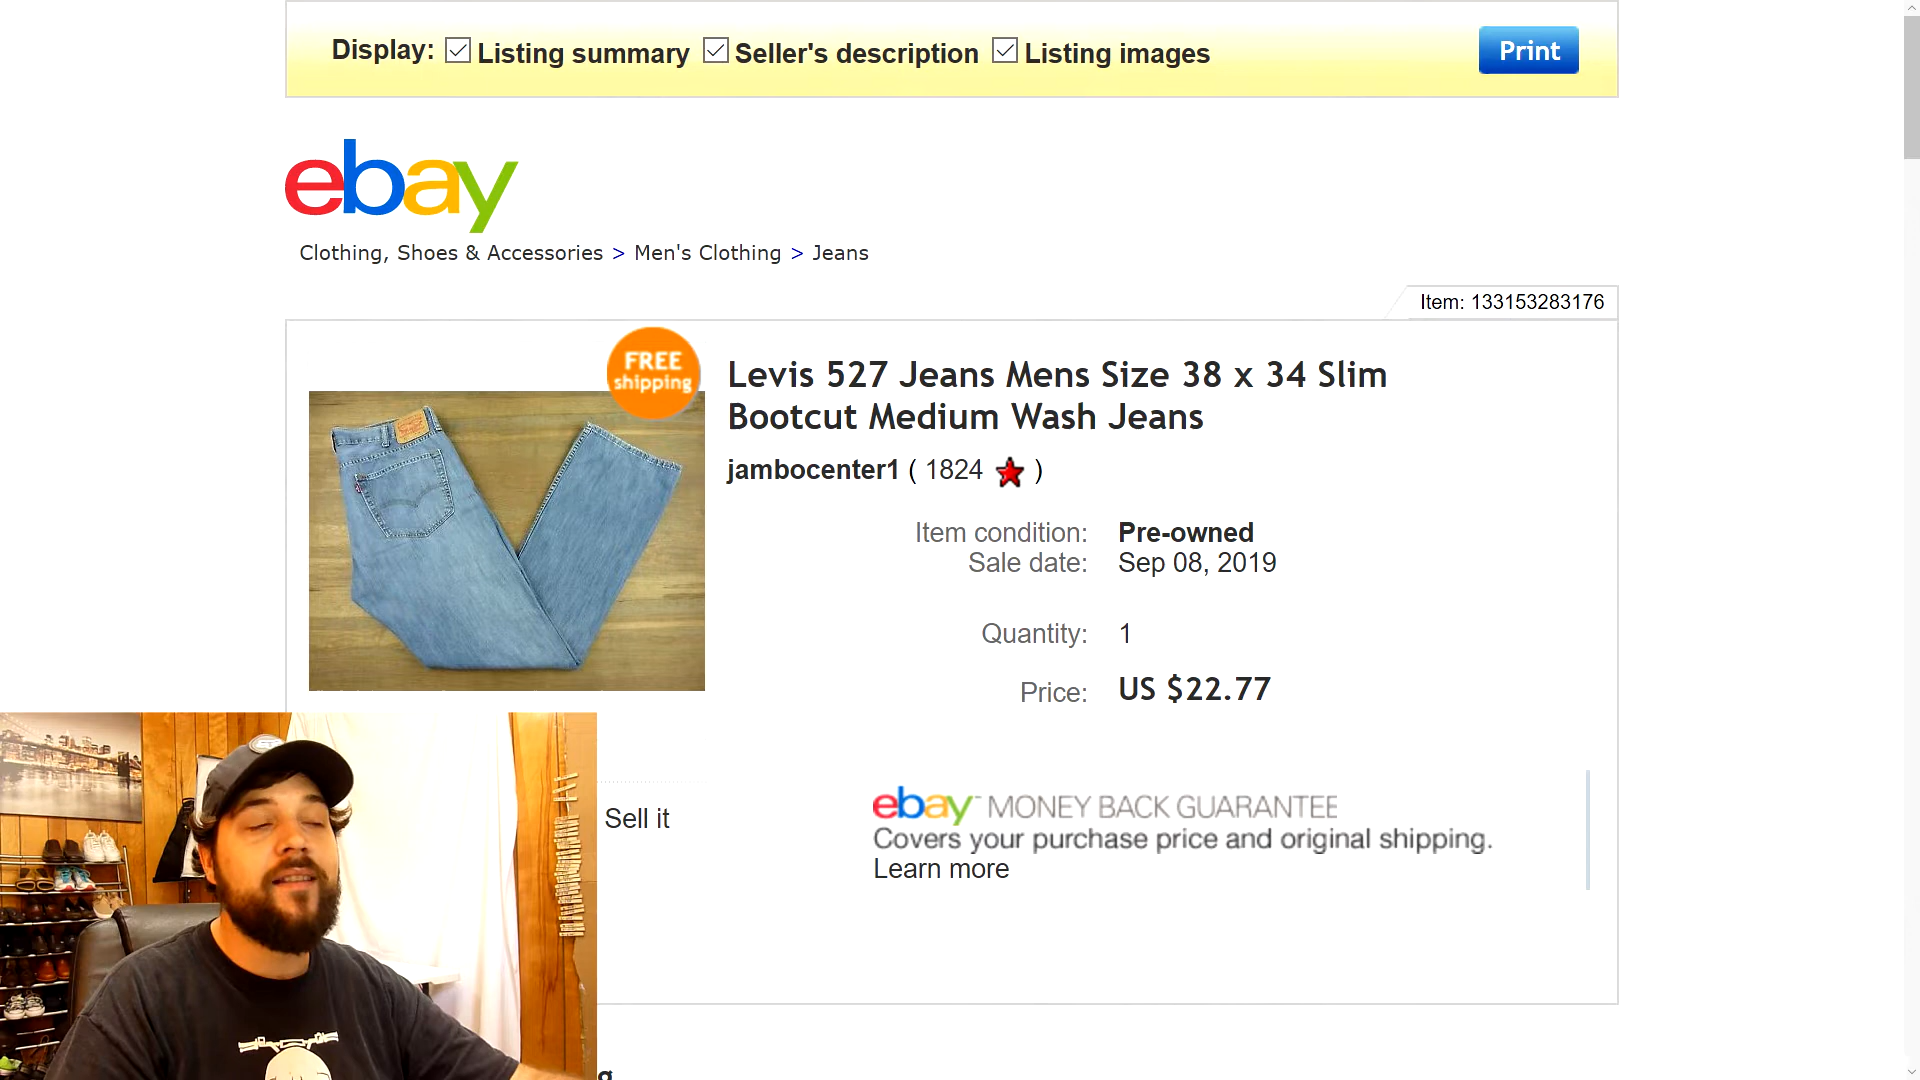 Display: Listing summary Seller's description Listing images Print
ebay
Clothing, Shoes & Accessories > Men's Clothing > Jeans
Item: 133153283176
FREE
shipping
Levis 527 Jeans Mens Size 38 x 34 Slim
Bootcut Medium Wash Jeans
jambocenter1 ( 1824 )
Item condition: Pre-owned
Sale date: Sep 08, 2019
Quantity: 1
Price: US $22.77
Sell it
ebay™ MONEY BACK GUARANTEE
Covers your purchase price and original shipping.
Learn more